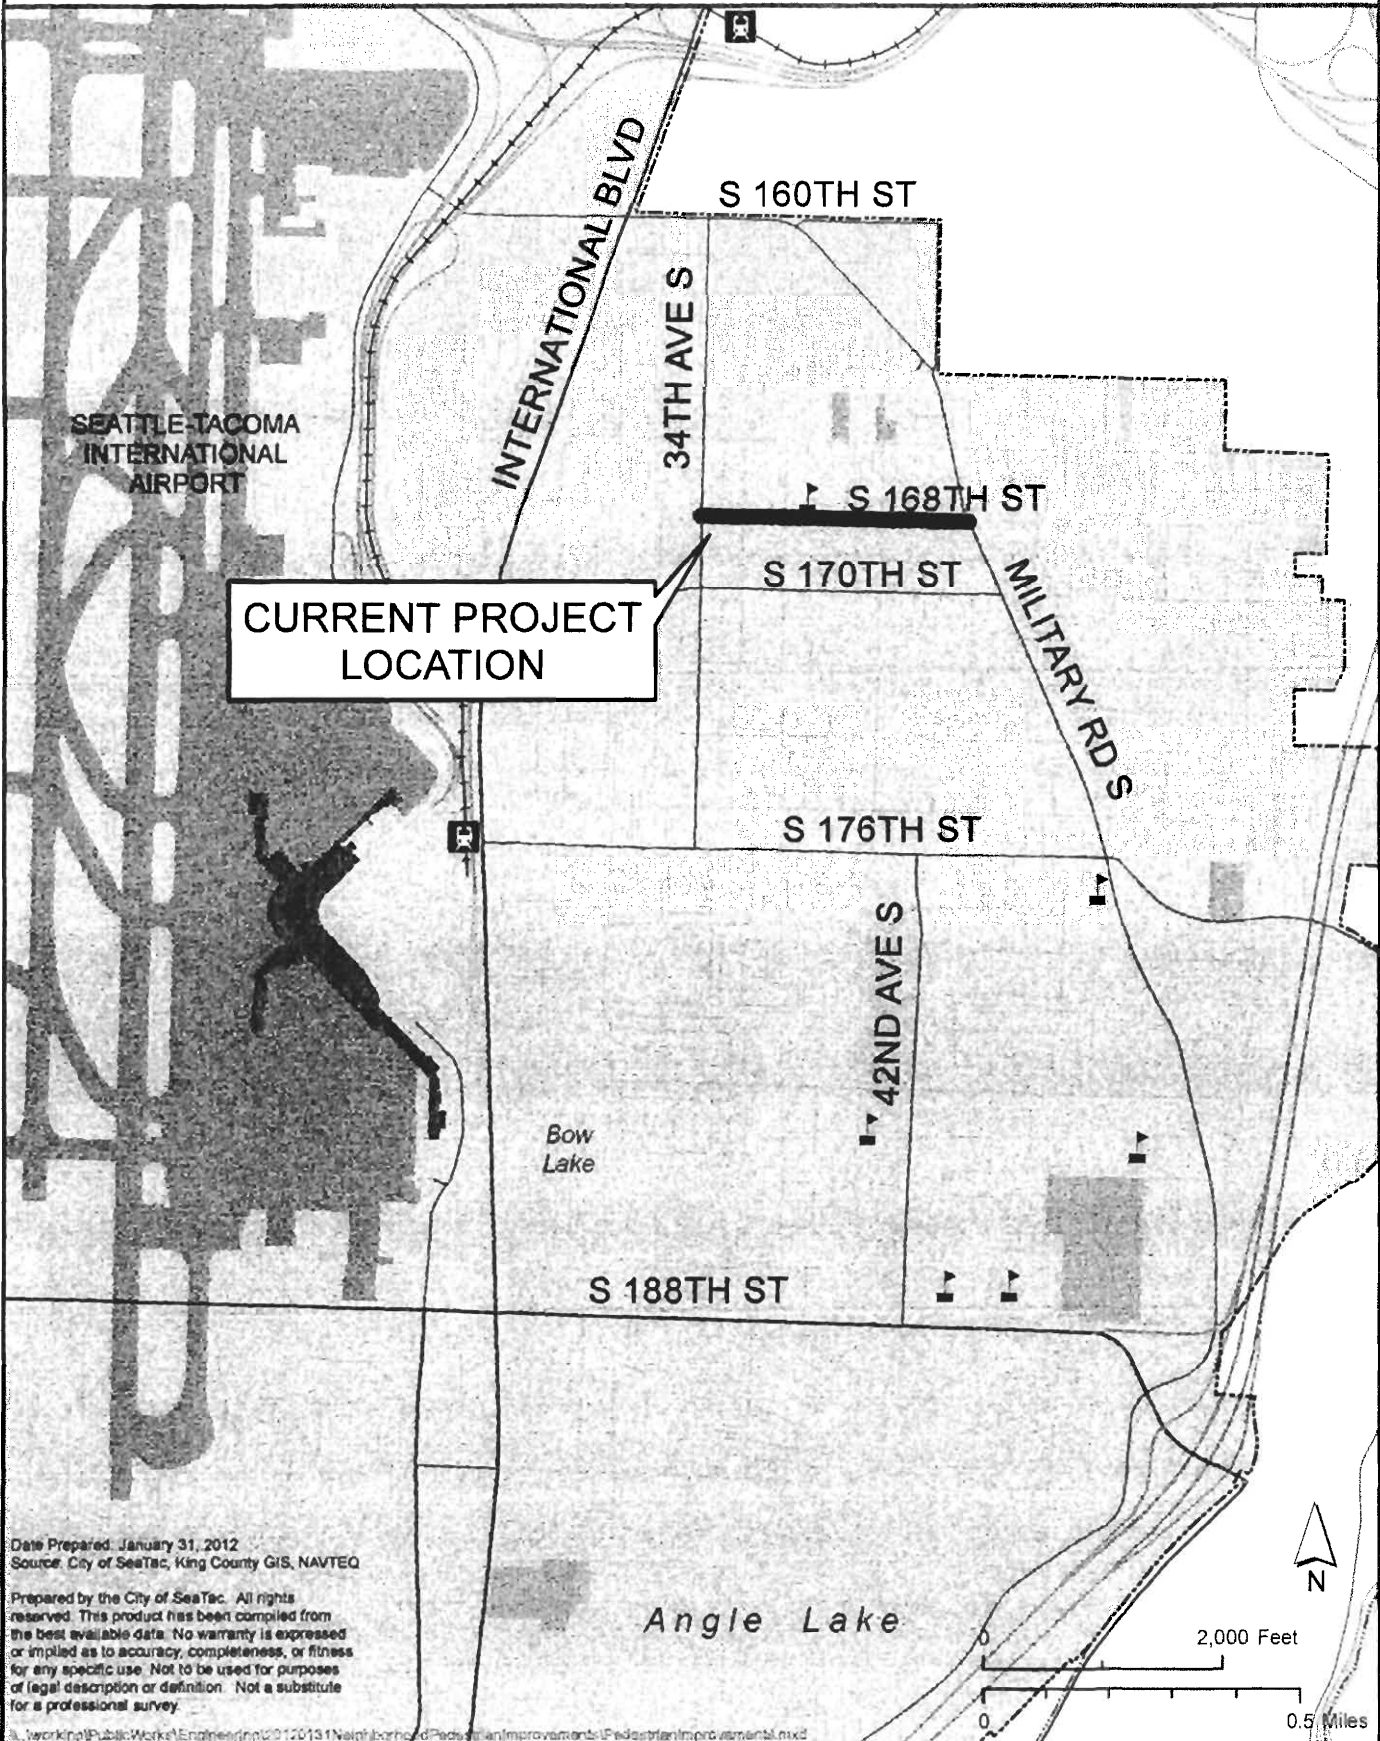 S 160TH ST
INTERNATIONAL BLVD
34TH AVE S
SEATTLE-TACOMA
INTERNATIONAL
AIRPORT
S 168TH ST
S 170TH ST
MILITARY RD S
CURRENT PROJECT
LOCATION
S 176TH ST
42ND AVE S
Bow
Lake
S 188TH ST
Date Prepared: January 31, 2012
Source: City of SeaTac, King County GIS, NAVTEQ
Prepared by the City of SeaTac. All rights
reserved. This product has been compiled from
the best available data. No warranty is expressed
or implied as to accuracy, completeness, or fitness
for any specific use. Not to be used for purposes
of legal description or definition. Not a substitute
for a professional survey.
Angle Lake
N
0
2,000 Feet
0
0.5 Miles